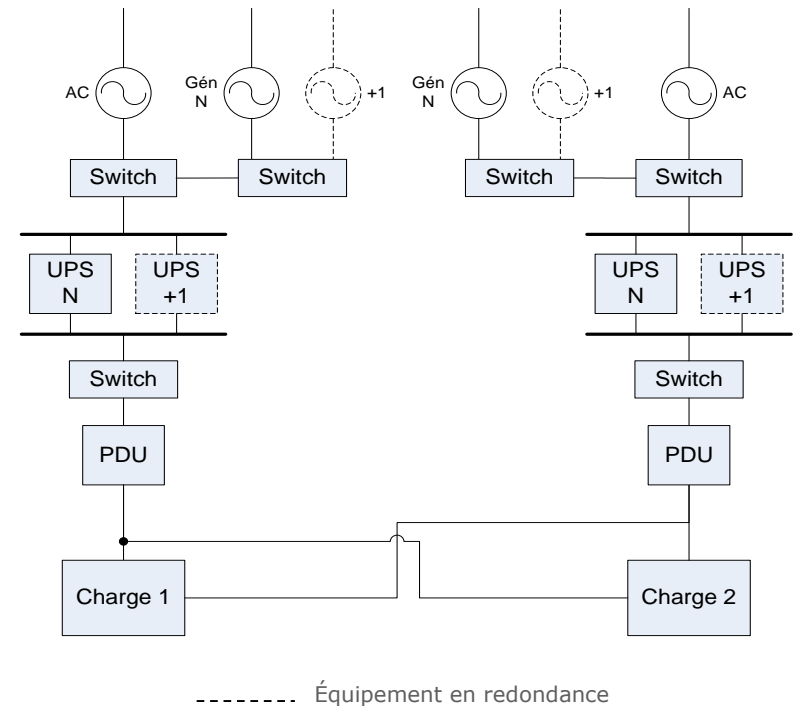 AC
Gén
N
+1
Gén
N
+1
AC
Switch
Switch
Switch
Switch
UPS
N
UPS
+1
UPS
N
UPS
+1
Switch
Switch
PDU
PDU
Charge 1
Charge 2
Équipement en redondance